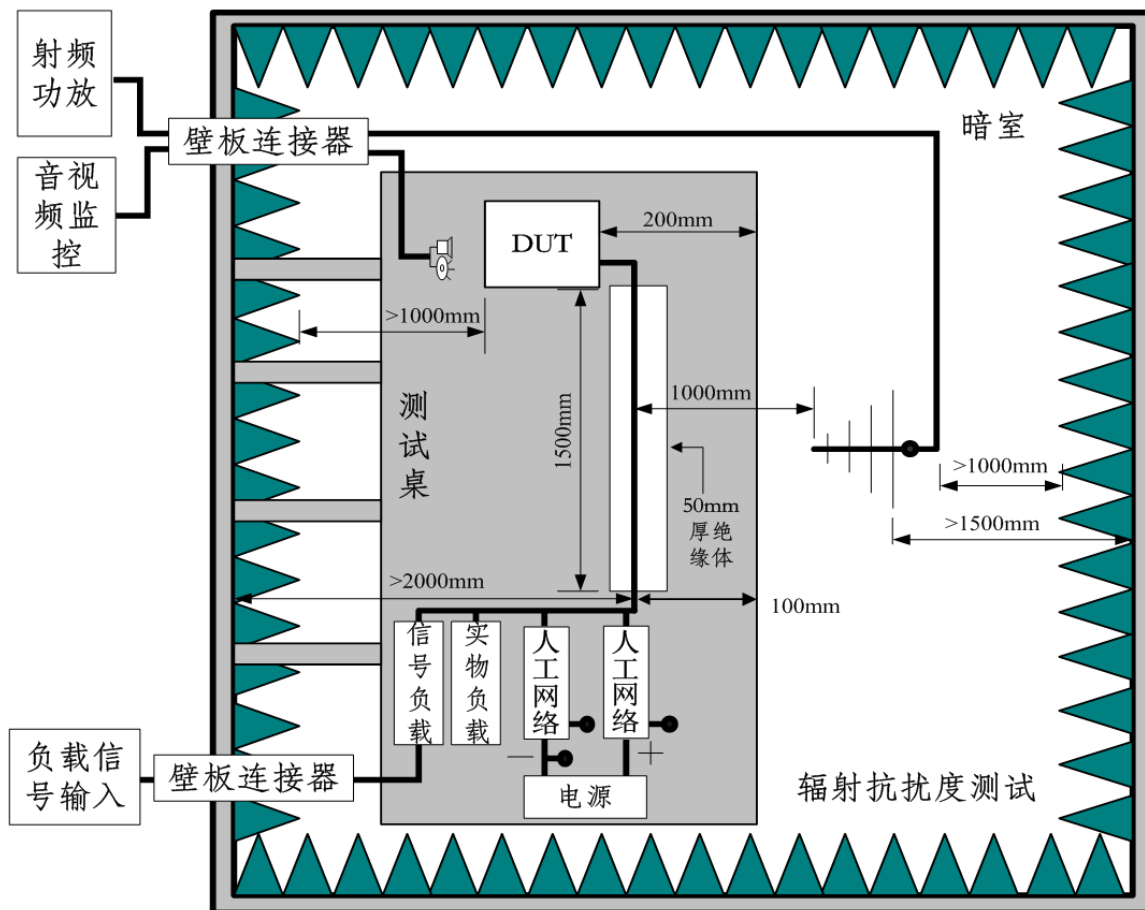 射频
功放
壁板连接器
暗室
音视
频监
控
DUT
200mm
>1000mm
测
试
桌
1500mm
1000mm
50mm
厚绝
缘体
>1000mm
>1500mm
>2000mm
100mm
信
号
负
载
实
物
负
载
人
工
网
络
人
工
网
络
—
+
电源
负载信
号输入
壁板连接器
辐射抗扰度测试